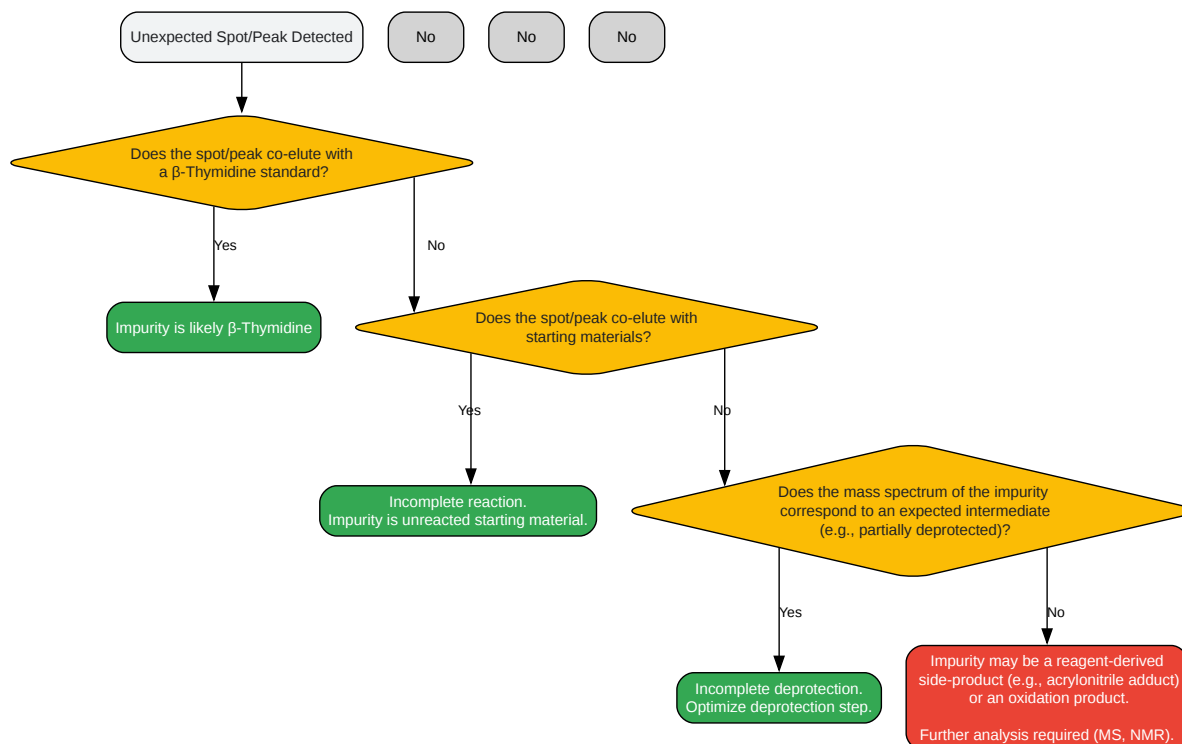 Unexpected Spot/Peak Detected
No
No
No
Does the spot/peak co-elute with
a β-Thymidine standard?
Yes
No
Impurity is likely β-Thymidine
Does the spot/peak co-elute with
starting materials?
Yes
No
Incomplete reaction.
Impurity is unreacted starting material.
Does the mass spectrum of the impurity
correspond to an expected intermediate
(e.g., partially deprotected)?
Yes
No
Incomplete deprotection.
Optimize deprotection step.
Impurity may be a reagent-derived
side-product (e.g., acrylonitrile adduct)
or an oxidation product.
Further analysis required (MS, NMR).